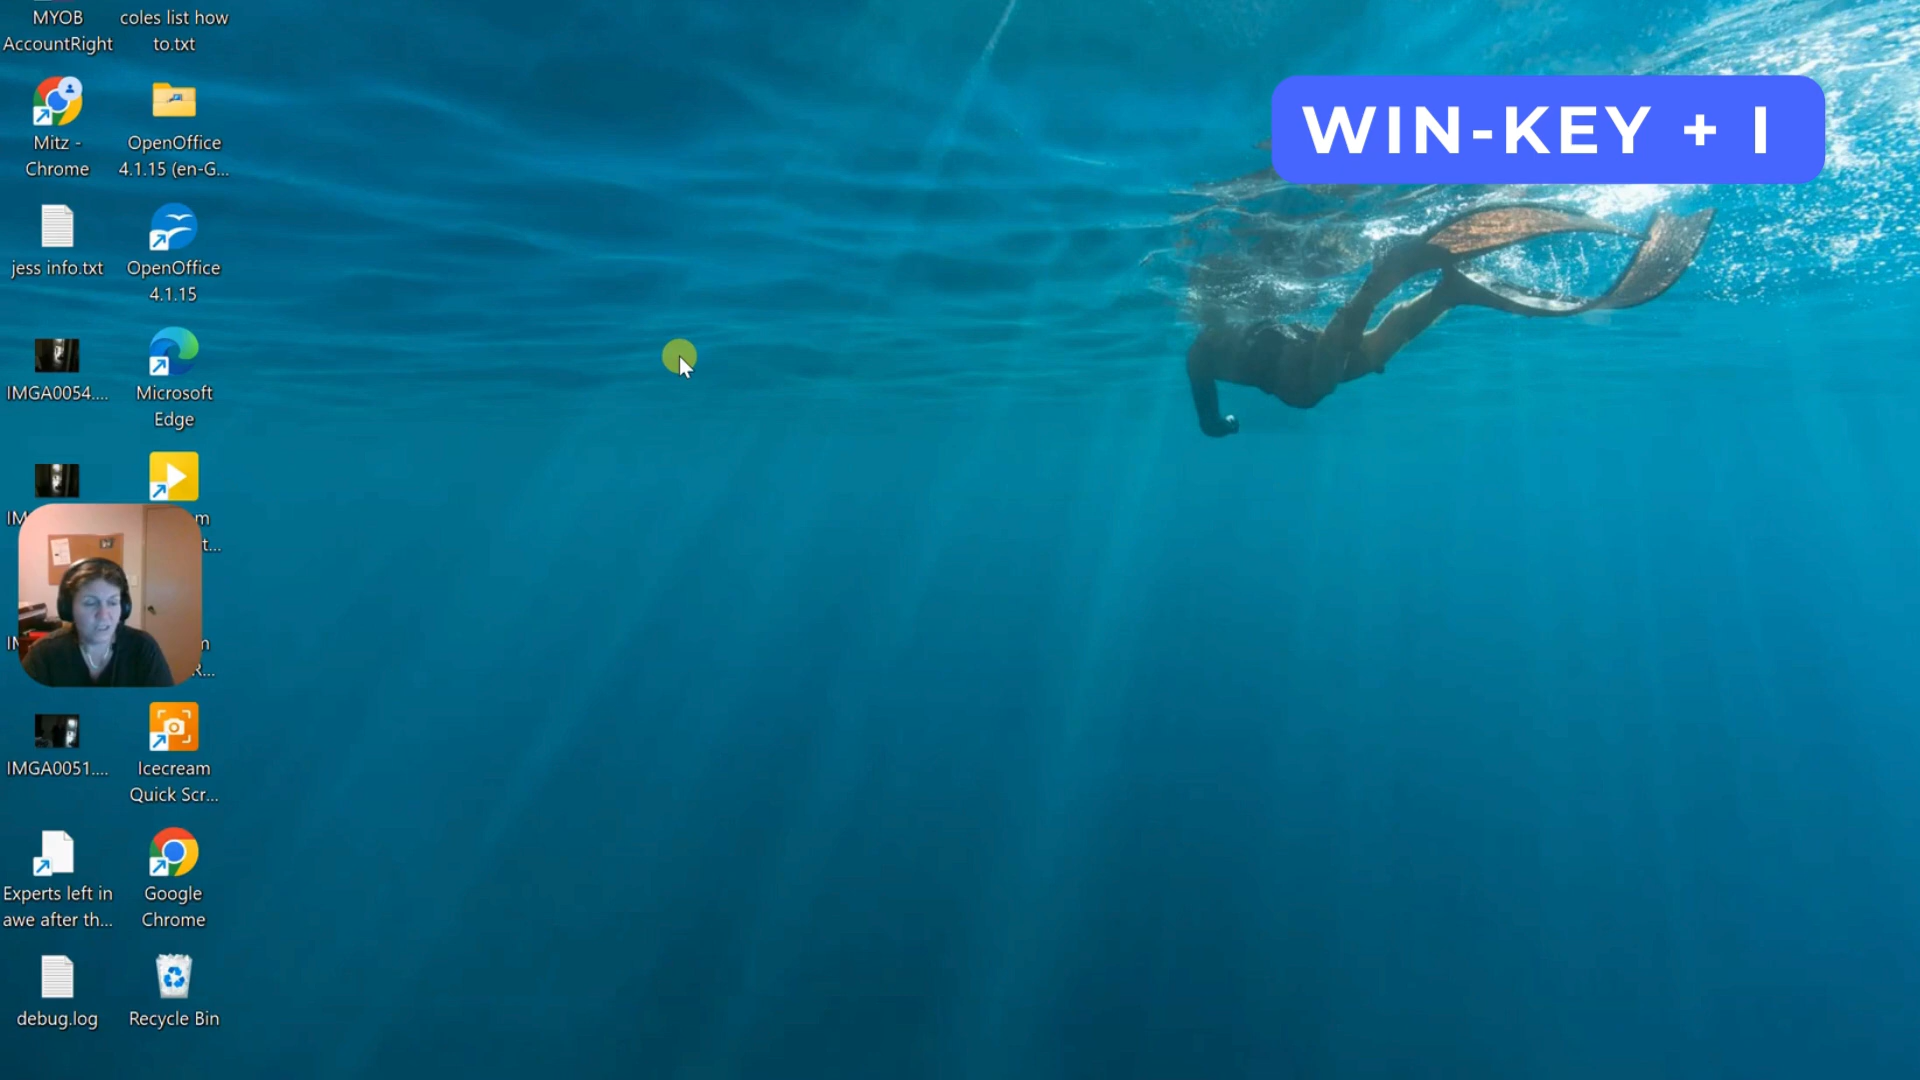 MYOB
AccountRight
coles list how
to.txt
WIN-KEY + I
Mitz -
Chrome
OpenOffice
4.1.15 (en-G...
jess info.txt
OpenOffice
4.1.15
IMGA0054....
Microsoft
Edge
IM
m
t...
m
R...
IMGA0051....
Icecream
Quick Scr...
Experts left in
awe after th...
Google
Chrome
debug.log
Recycle Bin